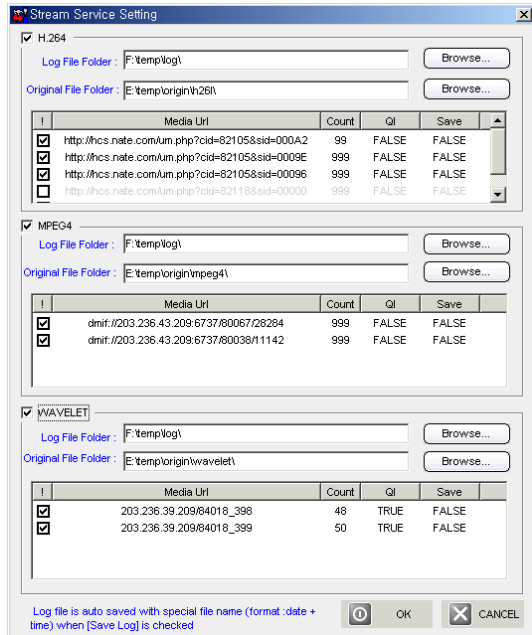 Stream Service Setting
H.264
Log File Folder : F:\temp\log\ Browse...
Original File Folder : E:\temp\origin\h26l\ Browse...
! Media Url Count QI Save
http://hcs.nate.com/um.php?cid=82105&sid=000A2 99 FALSE FALSE
http://hcs.nate.com/um.php?cid=82105&sid=0009E 999 FALSE FALSE
http://hcs.nate.com/um.php?cid=82105&sid=00096 999 FALSE FALSE
http://hcs.nate.com/um.php?cid=82118&sid=00000 999 FALSE FALSE
MPEG4
Log File Folder : F:\temp\log\ Browse...
Original File Folder : E:\temp\origin\mpeg4\ Browse...
! Media Url Count QI Save
dmif://203.236.43.209:6737/80067/28284 999 FALSE FALSE
dmif://203.236.43.209:6737/80038/11142 999 FALSE FALSE
WAVELET
Log File Folder : F:\temp\log\ Browse...
Original File Folder : E:\temp\origin\wavelet\ Browse...
! Media Url Count QI Save
203.236.39.209/84018_398 48 TRUE FALSE
203.236.39.209/84018_399 50 TRUE FALSE
Log file is auto saved with special file name (format :date +
time) when [Save Log] is checked
OK CANCEL